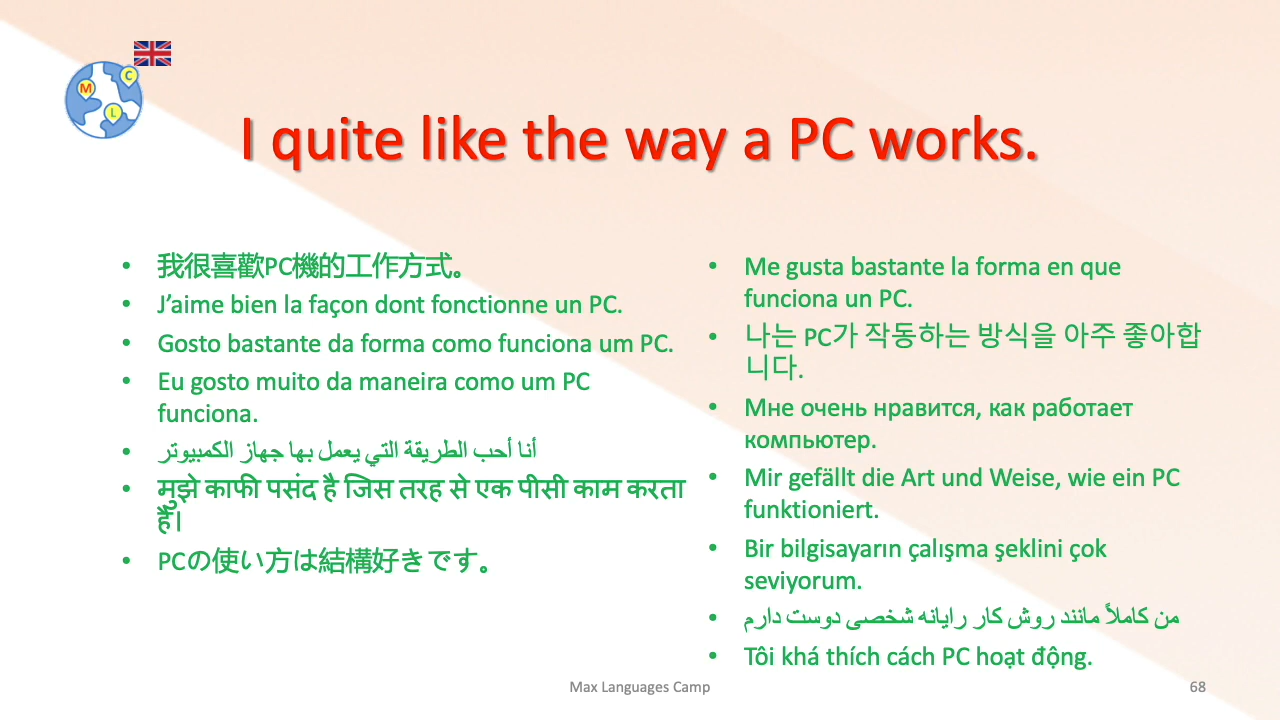 M
C
L
I quite like the way a PC works.
• 我很喜歡PC機的工作方式。
• J’aime bien la façon dont fonctionne un PC.
• Gosto bastante da forma como funciona um PC.
• Eu gosto muito da maneira como um PC
funciona.
• أنا أحب الطريقة التي يعمل بها جهاز الكمبيوتر
• मुझे काफी पसंद है जिस तरह से एक पीसी काम करता
है।
• PCの使い方は結構好きです。
• Me gusta bastante la forma en que
funciona un PC.
• 나는 PC가 작동하는 방식을 아주 좋아합
니다.
• Мне очень нравится, как работает
компьютер.
• Mir gefällt die Art und Weise, wie ein PC
funktioniert.
• Bir bilgisayarın çalışma şeklini çok
seviyorum.
• من کاملاً مانند روش کار رایانه شخصی دوست دارم
• Tôi khá thích cách PC hoạt động.
Max Languages Camp
68